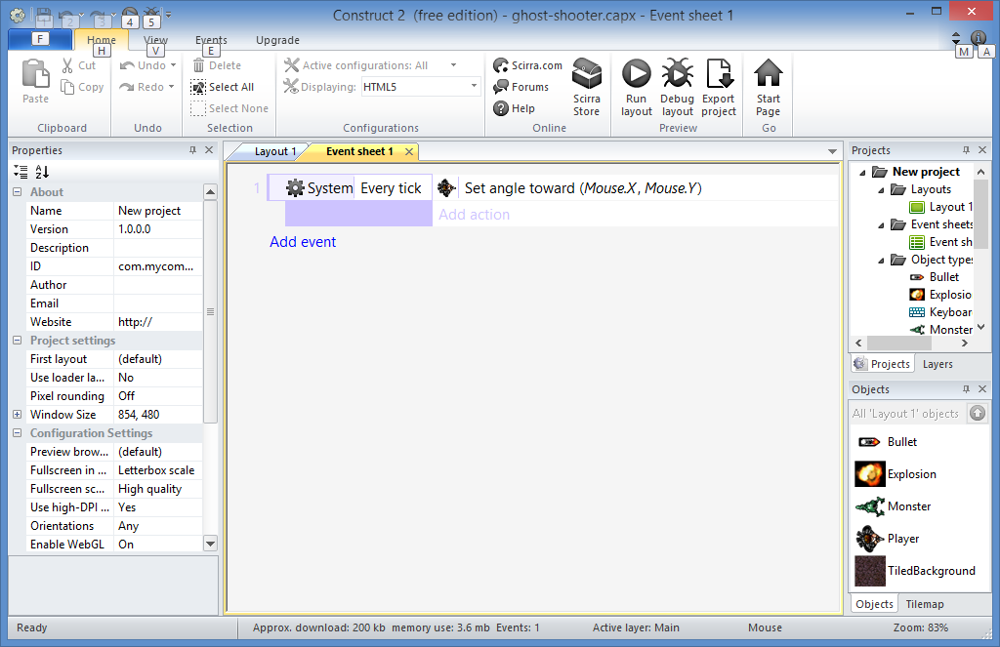 2 3 4 5
Construct 2 (free edition) - ghost-shooter.capx - Event sheet 1
F Home View Events Upgrade
H V E M A
Paste Cut Copy
Clipboard
Undo Redo
Undo
Delete
Select All
Select None
Selection
Active configurations: All
Displaying: HTML5
Configurations
Scirra.com
Forums
Help
Scirra Store
Online
Run layout
Debug layout
Export project
Preview
Start Page
Go
Properties
About
Name New project
Version 1.0.0.0
Description
ID com.mycom...
Author
Email
Website http://
Project settings
First layout (default)
Use loader la... No
Pixel rounding Off
Window Size 854, 480
Configuration Settings
Preview brow... (default)
Fullscreen in ... Letterbox scale
Fullscreen sc... High quality
Use high-DPI ... Yes
Orientations Any
Enable WebGL On
Layout 1 Event sheet 1
1 System Every tick Set angle toward (Mouse.X, Mouse.Y)
Add action
Add event
Projects
New project
Layouts
Layout 1
Event sheets
Event sh
Object types
Bullet
Explosio
Keyboar
Monster
Projects Layers
Objects
All 'Layout 1' objects
Bullet
Explosion
Monster
Player
TiledBackground
Objects Tilemap
Ready Approx. download: 200 kb memory use: 3.6 mb Events: 1 Active layer: Main Mouse Zoom: 83%